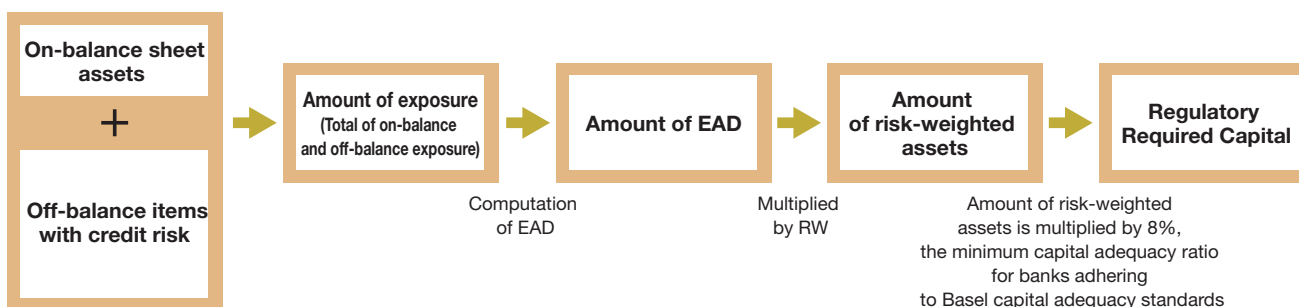 On-balance sheet
assets
+
Off-balance items
with credit risk
Amount of exposure
(Total of on-balance
and off-balance exposure)
Computation
of EAD
Amount of EAD
Multiplied
by RW
Amount
of risk-weighted
assets
Amount of risk-weighted
assets is multiplied by 8%,
the minimum capital adequacy ratio
for banks adhering
to Basel capital adequacy standards
Regulatory
Required Capital